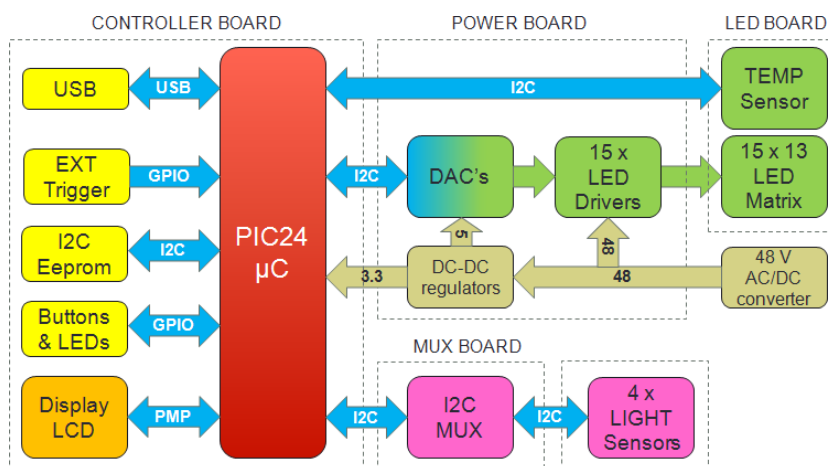 CONTROLLER BOARD
POWER BOARD
LED BOARD
USB
USB
I2C
TEMP
Sensor
EXT
Trigger
GPIO
I2C
DAC's
15 x
LED
Drivers
15 x 13
LED
Matrix
PIC24
µC
I2C
Eeprom
I2C
3.3
5
DC-DC
regulators
48
48
48 V
AC/DC
converter
Buttons
& LEDs
GPIO
MUX BOARD
Display
LCD
PMP
I2C
I2C
MUX
I2C
4 x
LIGHT
Sensors